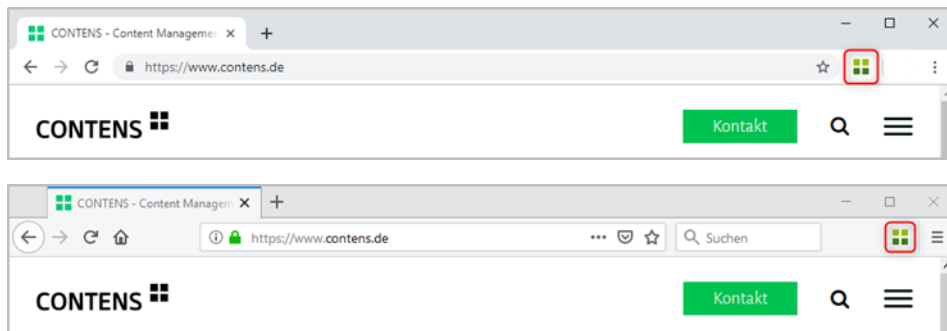 CONTENS - Content Managemen
https://www.contens.de
CONTENS
Kontakt
CONTENS - Content Managem
https://www.contens.de
Suchen
CONTENS
Kontakt